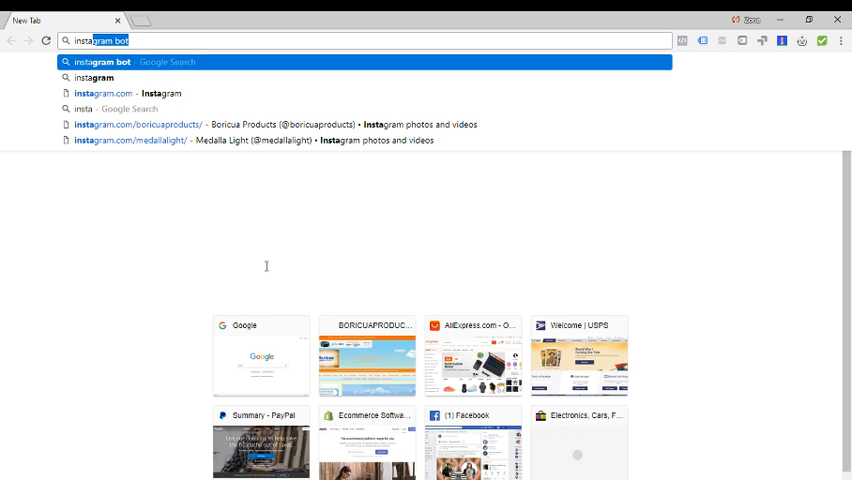 New Tab
instagram bot
instagram bot - Google Search
instagram
instagram.com - Instagram
insta - Google Search
instagram.com/boricuaproducts/ - Boricua Products (@boricuaproducts) • Instagram photos and videos
instagram.com/medallalight/ - Medalla Light (@medallalight) • Instagram photos and videos
Google
BORICUAPRODUC...
AliExpress.com - O...
Welcome | USPS
Google
Summary - PayPal
Ecommerce Softwa...
(1) Facebook
Electronics, Cars, F...